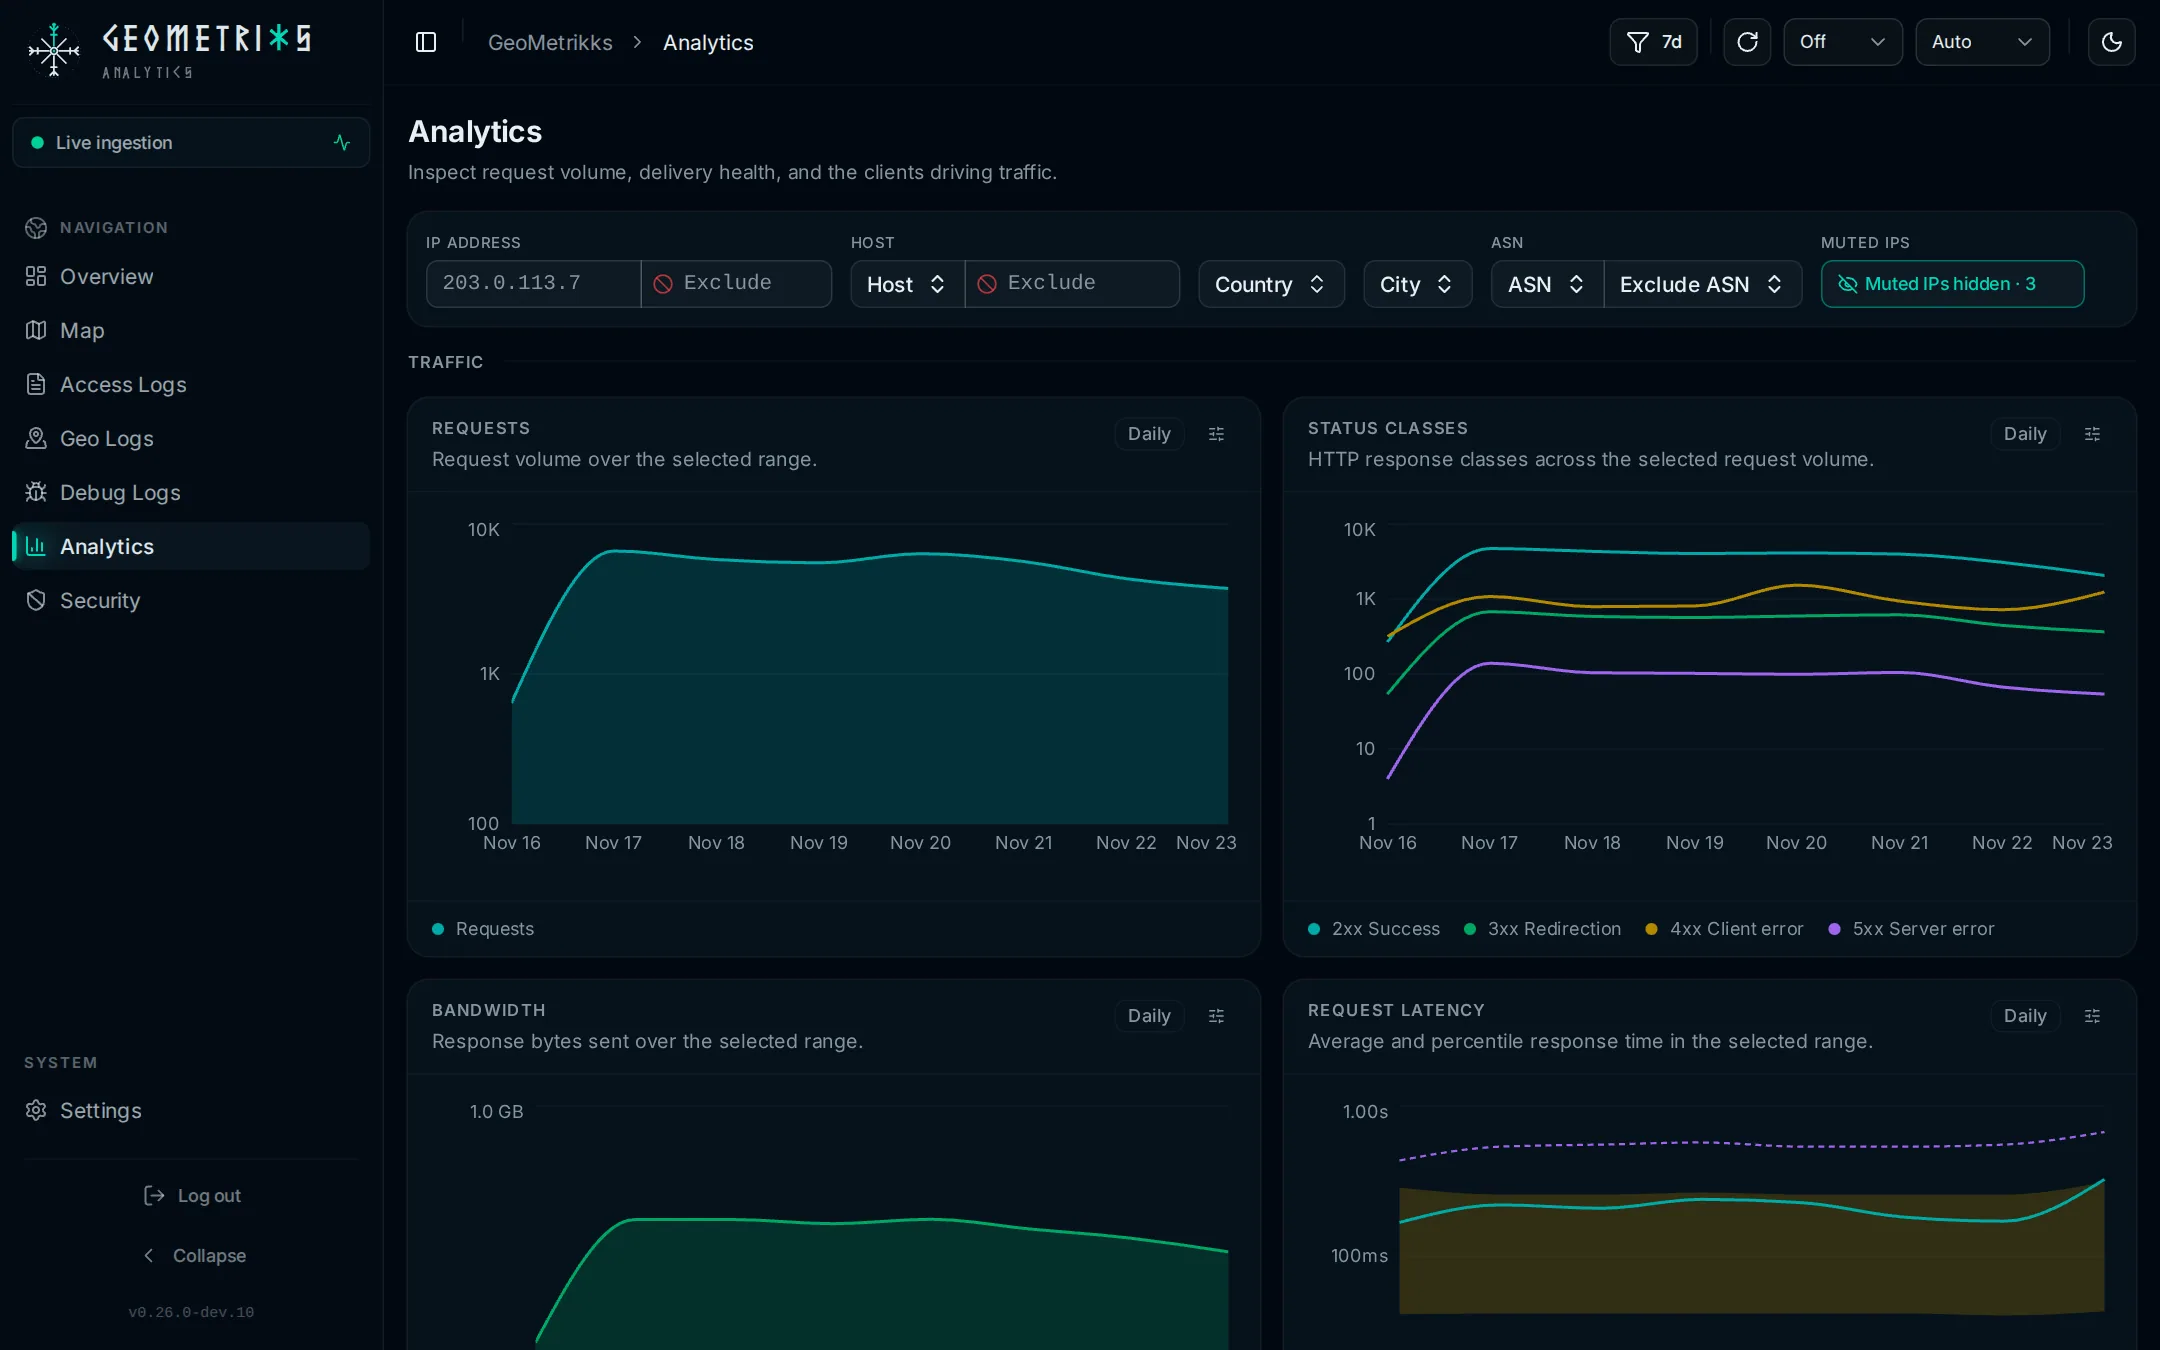 GEOMETRIKS
ANALYTICS
Live ingestion
NAVIGATION
Overview
Map
Access Logs
Geo Logs
Debug Logs
Analytics
Security
SYSTEM
Settings
Log out
Collapse
v0.26.0-dev.10
GeoMetrikks
Analytics
7d
Off
Auto
Analytics
Inspect request volume, delivery health, and the clients driving traffic.
IP ADDRESS
HOST
ASN
MUTED IPS
203.0.113.7
Exclude
Host
Exclude
Country
City
ASN
Exclude ASN
Muted IPs hidden · 3
TRAFFIC
REQUESTS
Daily
Request volume over the selected range.
10K
1K
100
Nov 16
Nov 17
Nov 18
Nov 19
Nov 20
Nov 21
Nov 22
Nov 23
Requests
STATUS CLASSES
Daily
HTTP response classes across the selected request volume.
10K
1K
100
10
1
Nov 16
Nov 17
Nov 18
Nov 19
Nov 20
Nov 21
Nov 22
Nov 23
2xx Success
3xx Redirection
4xx Client error
5xx Server error
BANDWIDTH
Daily
Response bytes sent over the selected range.
1.0 GB
REQUEST LATENCY
Daily
Average and percentile response time in the selected range.
1.00s
100ms